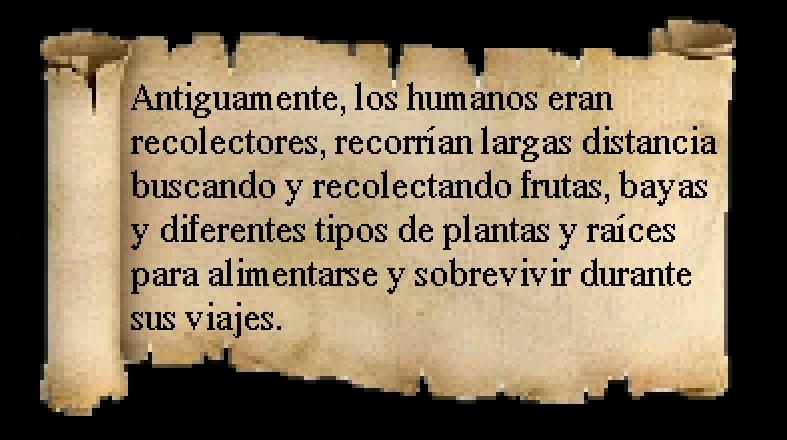 Antiguamente, los humanos eran
recolectores, recorrían largas distancia
buscando y recolectando frutas, bayas
y diferentes tipos de plantas y raíces
para alimentarse y sobrevivir durante
sus viajes.